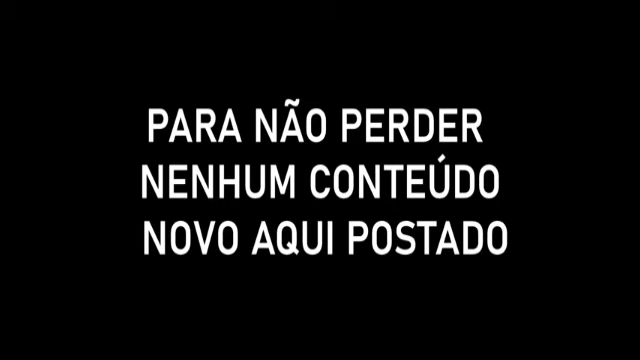 PARA NÃO PERDER
NENHUM CONTEÚDO
NOVO AQUI POSTADO